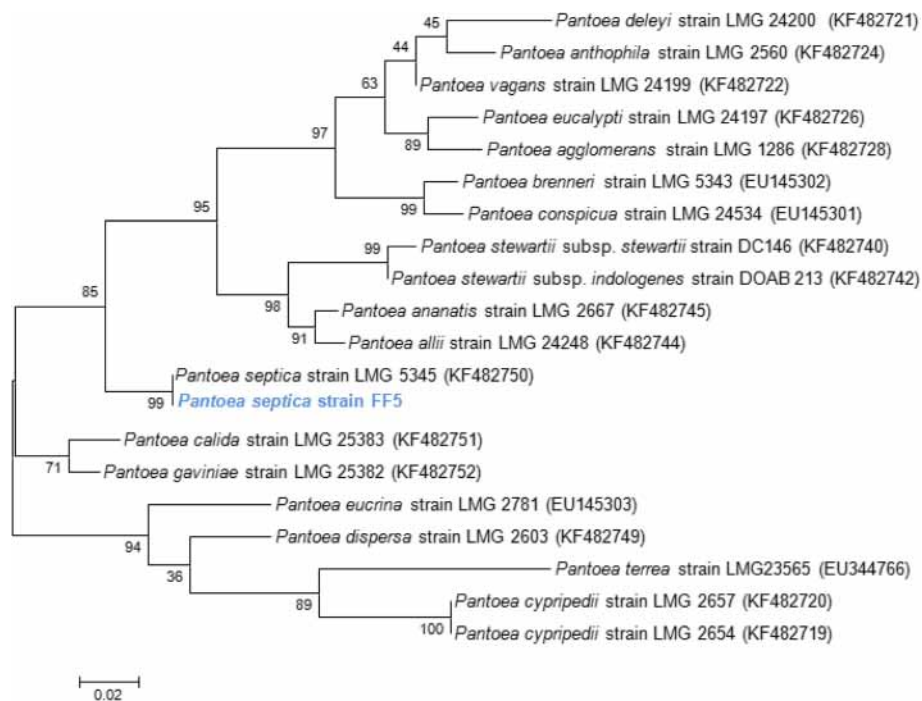 45
Pantoea deleyi strain LMG 24200 (KF482721)
44
Pantoea anthophila strain LMG 2560 (KF482724)
63
Pantoea vagans strain LMG 24199 (KF482722)
Pantoea eucalypti strain LMG 24197 (KF482726)
97
89
Pantoea agglomerans strain LMG 1286 (KF482728)
Pantoea brenneri strain LMG 5343 (EU145302)
95
99
Pantoea conspicua strain LMG 24534 (EU145301)
99
Pantoea stewartii subsp. stewartii strain DC146 (KF482740)
Pantoea stewartii subsp. indologenes strain DOAB 213 (KF482742)
85
98
Pantoea ananatis strain LMG 2667 (KF482745)
91
Pantoea allii strain LMG 24248 (KF482744)
Pantoea septica strain LMG 5345 (KF482750)
99
Pantoea septica strain FF5
Pantoea calida strain LMG 25383 (KF482751)
71
Pantoea gaviniae strain LMG 25382 (KF482752)
Pantoea eucrina strain LMG 2781 (EU145303)
94
Pantoea dispersa strain LMG 2603 (KF482749)
36
Pantoea terrea strain LMG23565 (EU344766)
89
Pantoea cypripedii strain LMG 2657 (KF482720)
100
Pantoea cypripedii strain LMG 2654 (KF482719)
0.02